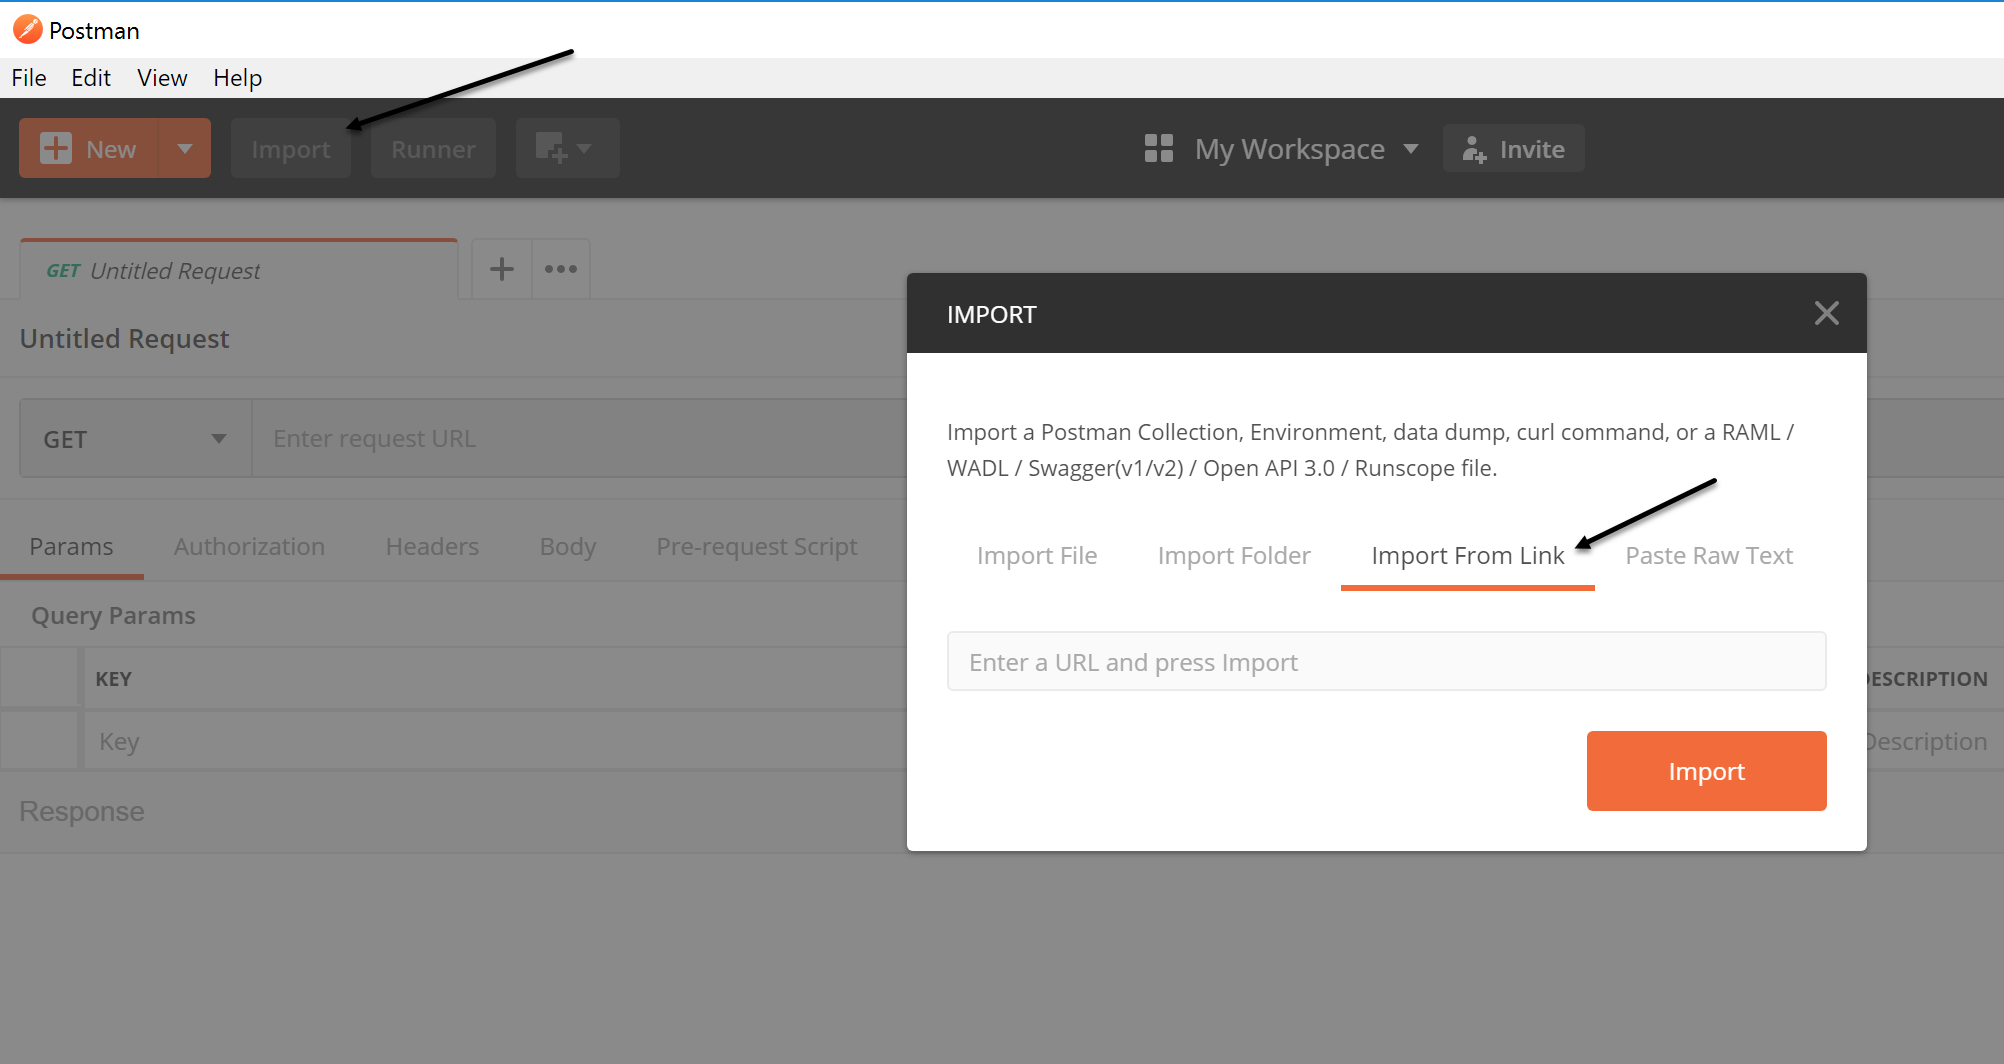 Postman
File Edit View Help
New Import Runner My Workspace Invite
GET Untitled Request
Untitled Request
GET Enter request URL
Params Authorization Headers Body Pre-request Script
Query Params
KEY
Key
Response
IMPORT
Import a Postman Collection, Environment, data dump, curl command, or a RAML /
WADL / Swagger(v1/v2) / Open API 3.0 / Runscope file.
Import File Import Folder Import From Link Paste Raw Text
Enter a URL and press Import
Import
DESCRIPTION
Description